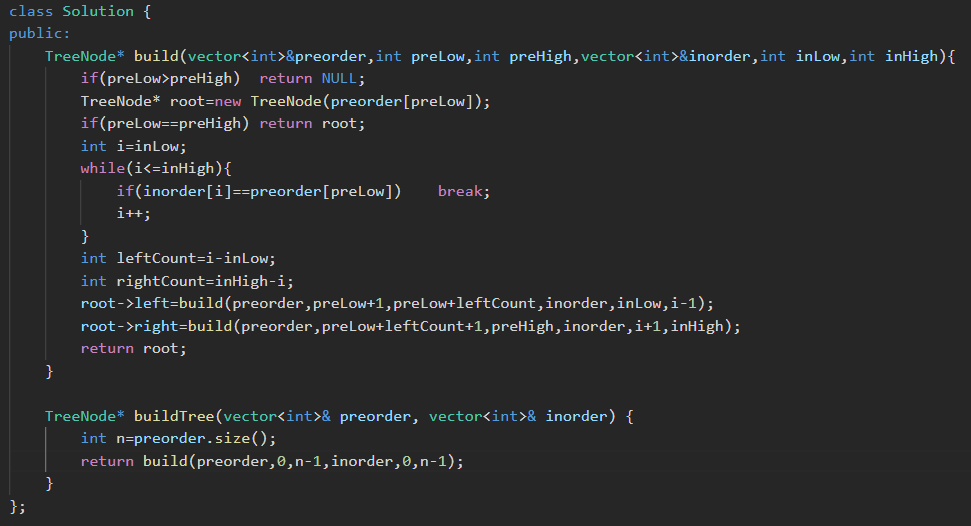 class Solution {
public:
    TreeNode* build(vector<int>&preorder,int preLow,int preHigh,vector<int>&inorder,int inLow,int inHigh){
        if(preLow>preHigh)  return NULL;
        TreeNode* root=new TreeNode(preorder[preLow]);
        if(preLow==preHigh) return root;
        int i=inLow;
        while(i<=inHigh){
            if(inorder[i]==preorder[preLow])    break;
            i++;
        }
        int leftCount=i-inLow;
        int rightCount=inHigh-i;
        root->left=build(preorder,preLow+1,preLow+leftCount,inorder,inLow,i-1);
        root->right=build(preorder,preLow+leftCount+1,preHigh,inorder,i+1,inHigh);
        return root;
    }

    TreeNode* buildTree(vector<int>& preorder, vector<int>& inorder) {
        int n=preorder.size();
        return build(preorder,0,n-1,inorder,0,n-1);
    }
};